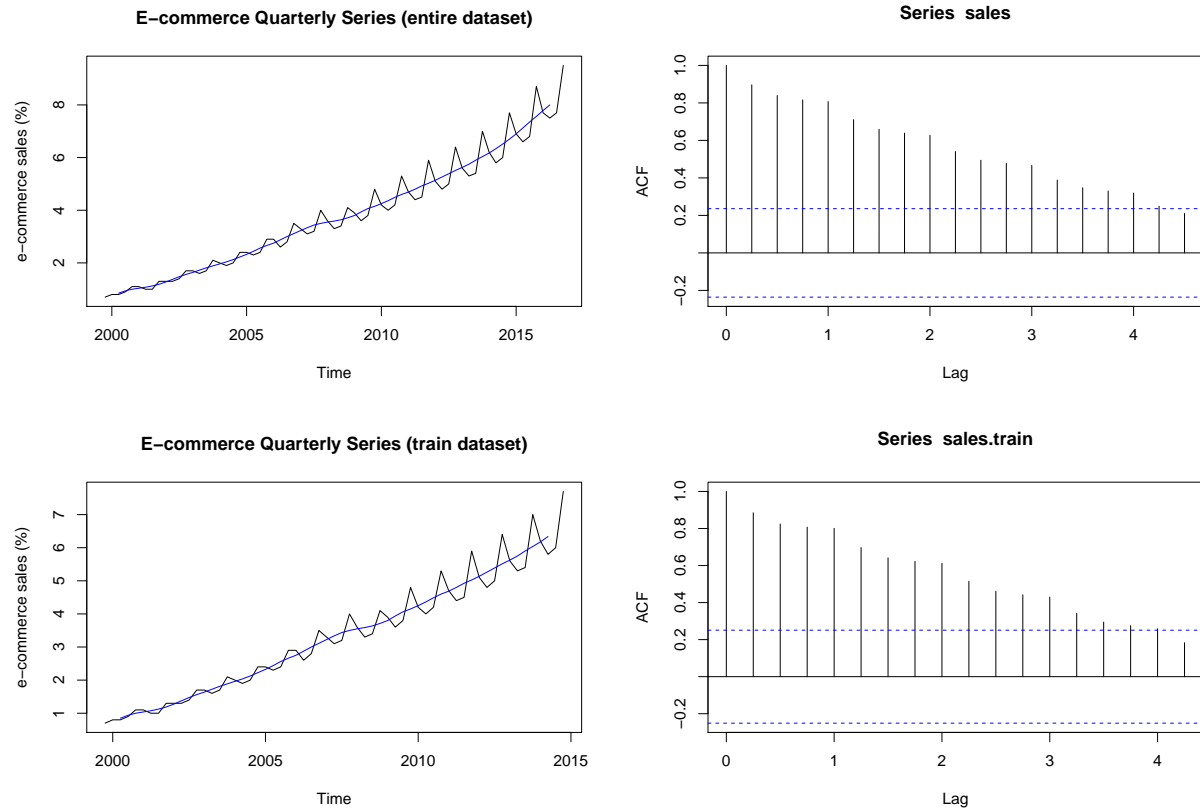 E−commerce Quarterly Series (entire dataset)
e−commerce sales (%)
8
6
4
2
2000 2005 2010 2015
Time
Series sales
ACF
1.0
0.8
0.6
0.4
0.2
−0.2
0 1 2 3 4
Lag
E−commerce Quarterly Series (train dataset)
e−commerce sales (%)
7
6
5
4
3
2
1
2000 2005 2010 2015
Time
Series sales.train
ACF
1.0
0.8
0.6
0.4
0.2
−0.2
0 1 2 3 4
Lag